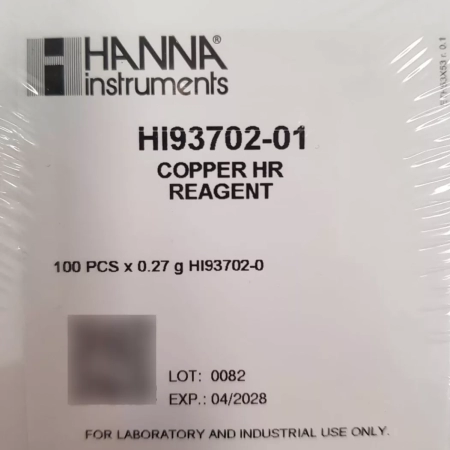 HANNA®
instruments
HI93702-01
COPPER HR
REAGENT
100 PCS x 0.27 g HI93702-0
LOT: 0082
EXP.: 04/2028
FOR LABORATORY AND INDUSTRIAL USE ONLY.